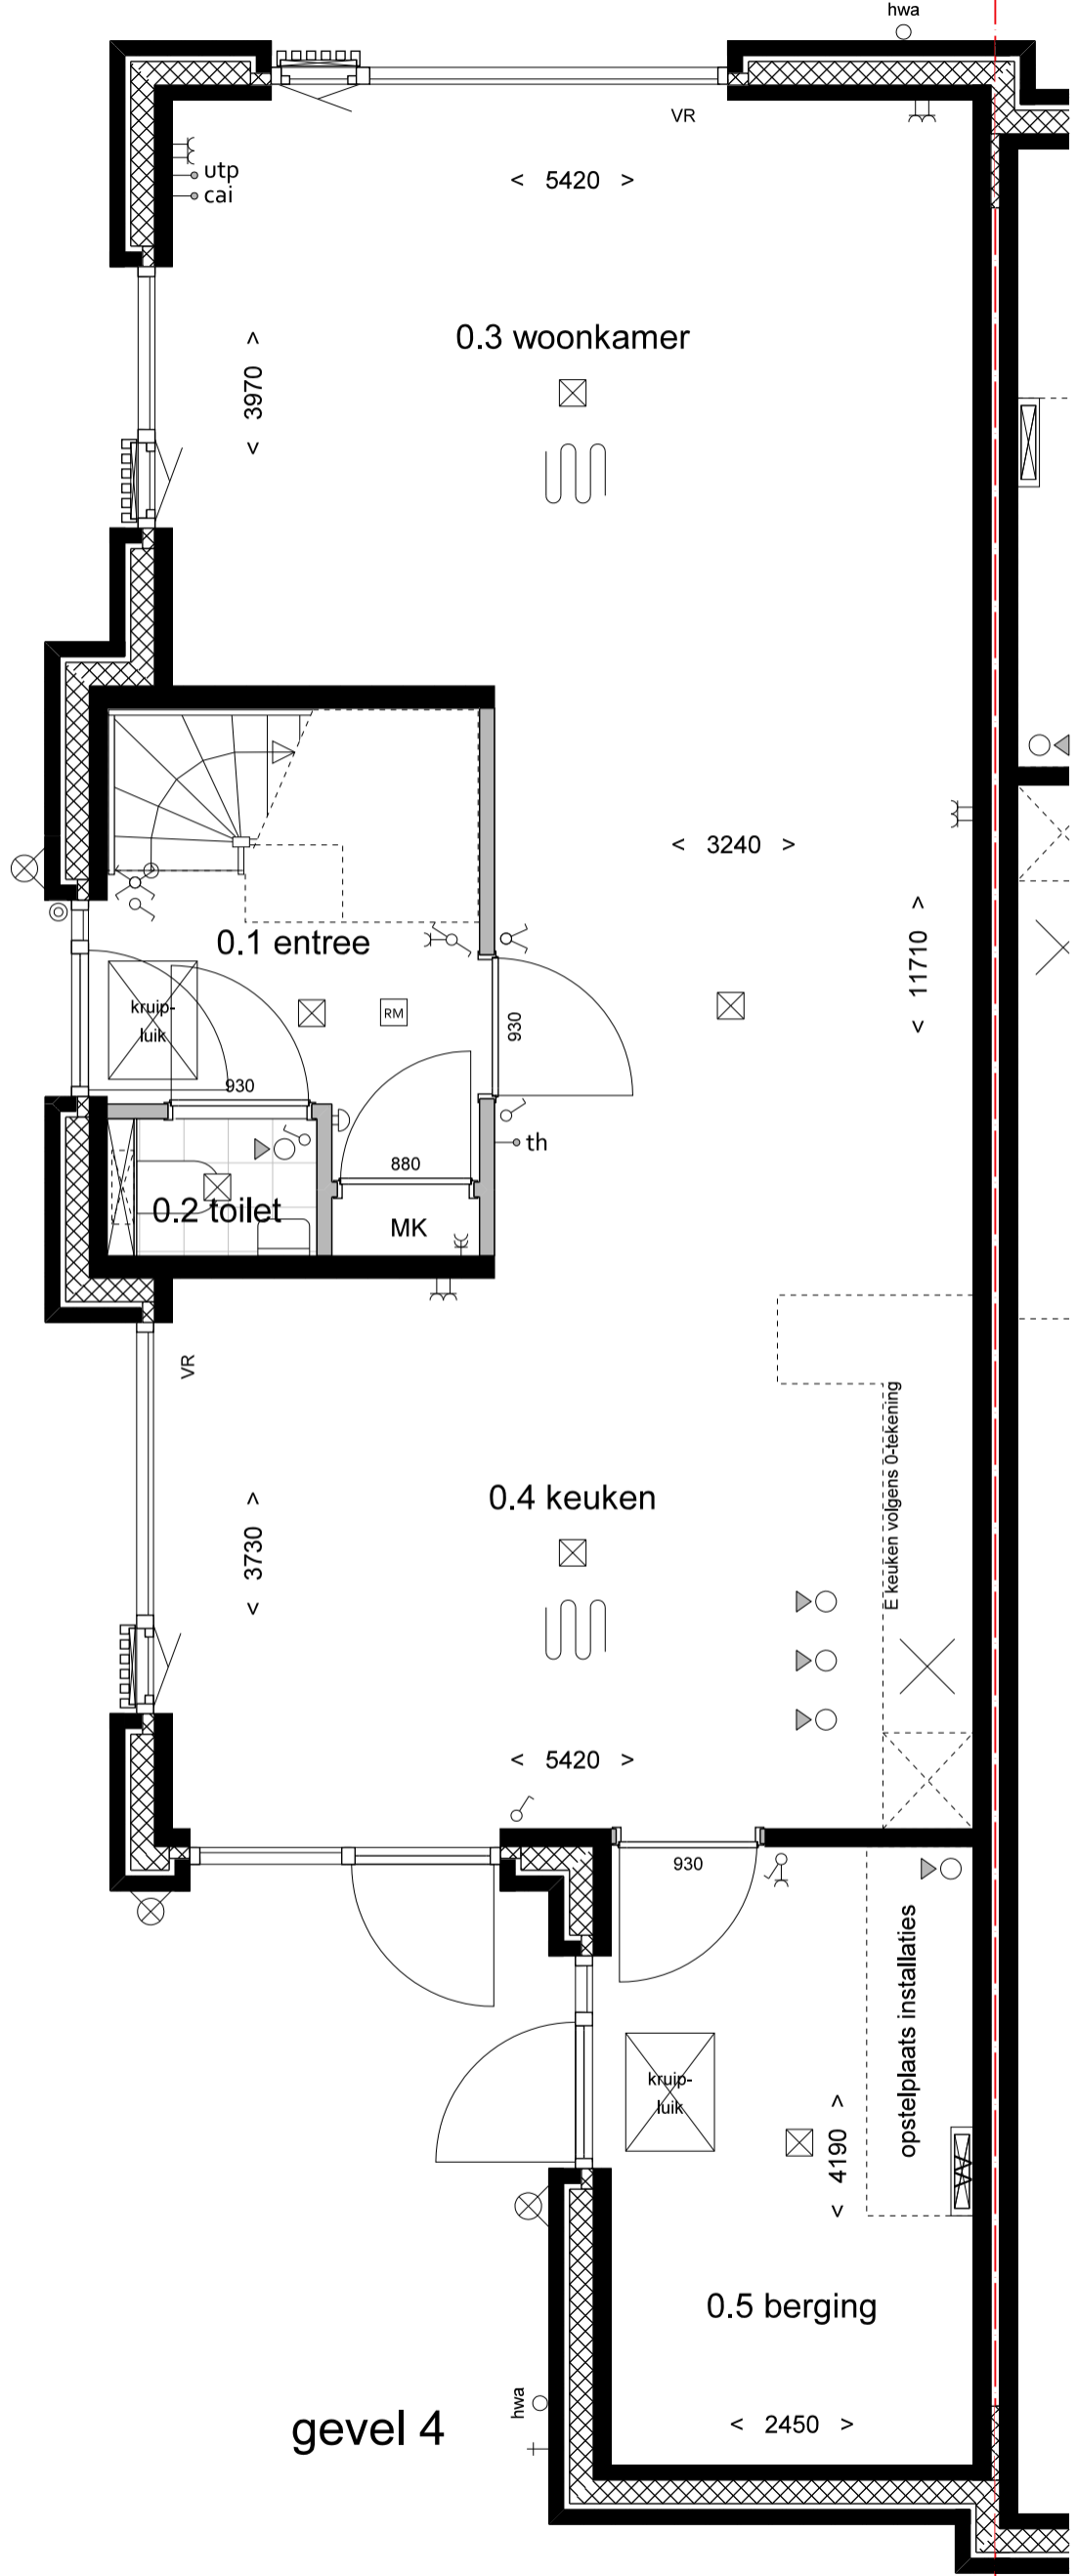 hwa
VR
utp
cai
< 5420 >
0.3 woonkamer
< 3970 >
< 3240 >
< 11710 >
0.1 entree
kruip-
luik
RM
930
930
th
880
0.2 toilet
MK
VR
E keuken volgens 0-tekening
0.4 keuken
< 3730 >
< 5420 >
930
opstelplaats installaties
kruip-
luik
< 4190 >
0.5 berging
hwa
gevel 4
< 2450 >